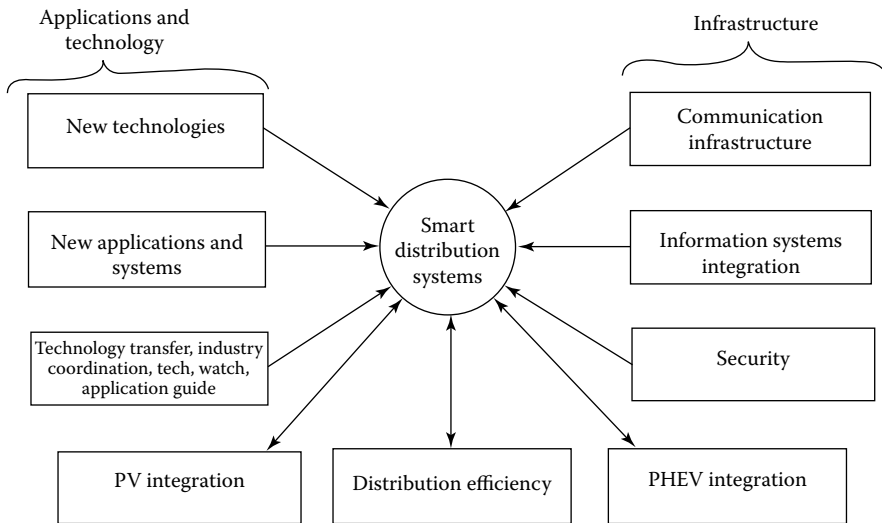 Applications and
technology
Infrastructure
New technologies
Communication
infrastructure
Smart
distribution
systems
New applications and
systems
Information systems
integration
Technology transfer, industry
coordination, tech, watch,
application guide
Security
PV integration
Distribution efficiency
PHEV integration